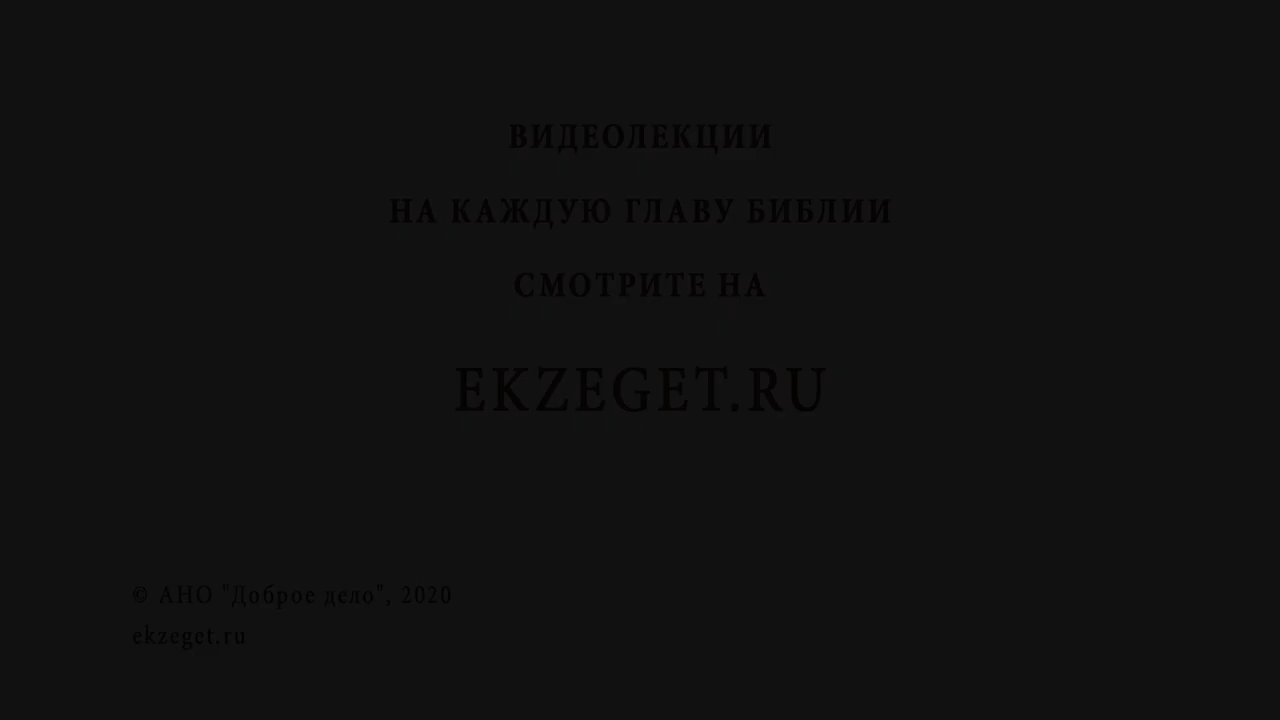 ВИДЕОЛЕКЦИИ
НА КАЖДУЮ ГЛАВУ БИБЛИИ
СМОТРИТЕ НА
EKZEGET.RU
© АНО "Доброе дело", 2020
ekzeget.ru